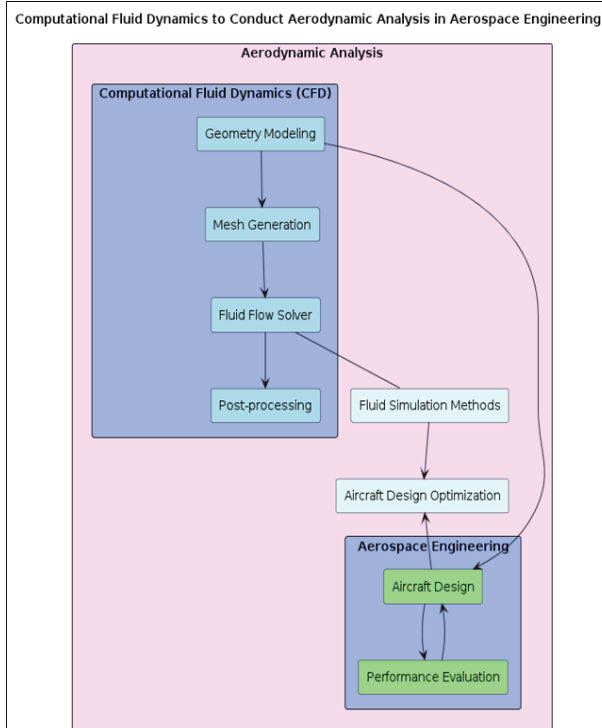 Computational Fluid Dynamics to Conduct Aerodynamic Analysis in Aerospace Engineering
Aerodynamic Analysis
Computational Fluid Dynamics (CFD)
Geometry Modeling
Mesh Generation
Fluid Flow Solver
Post-processing
Fluid Simulation Methods
Aircraft Design Optimization
Aerospace Engineering
Aircraft Design
Performance Evaluation